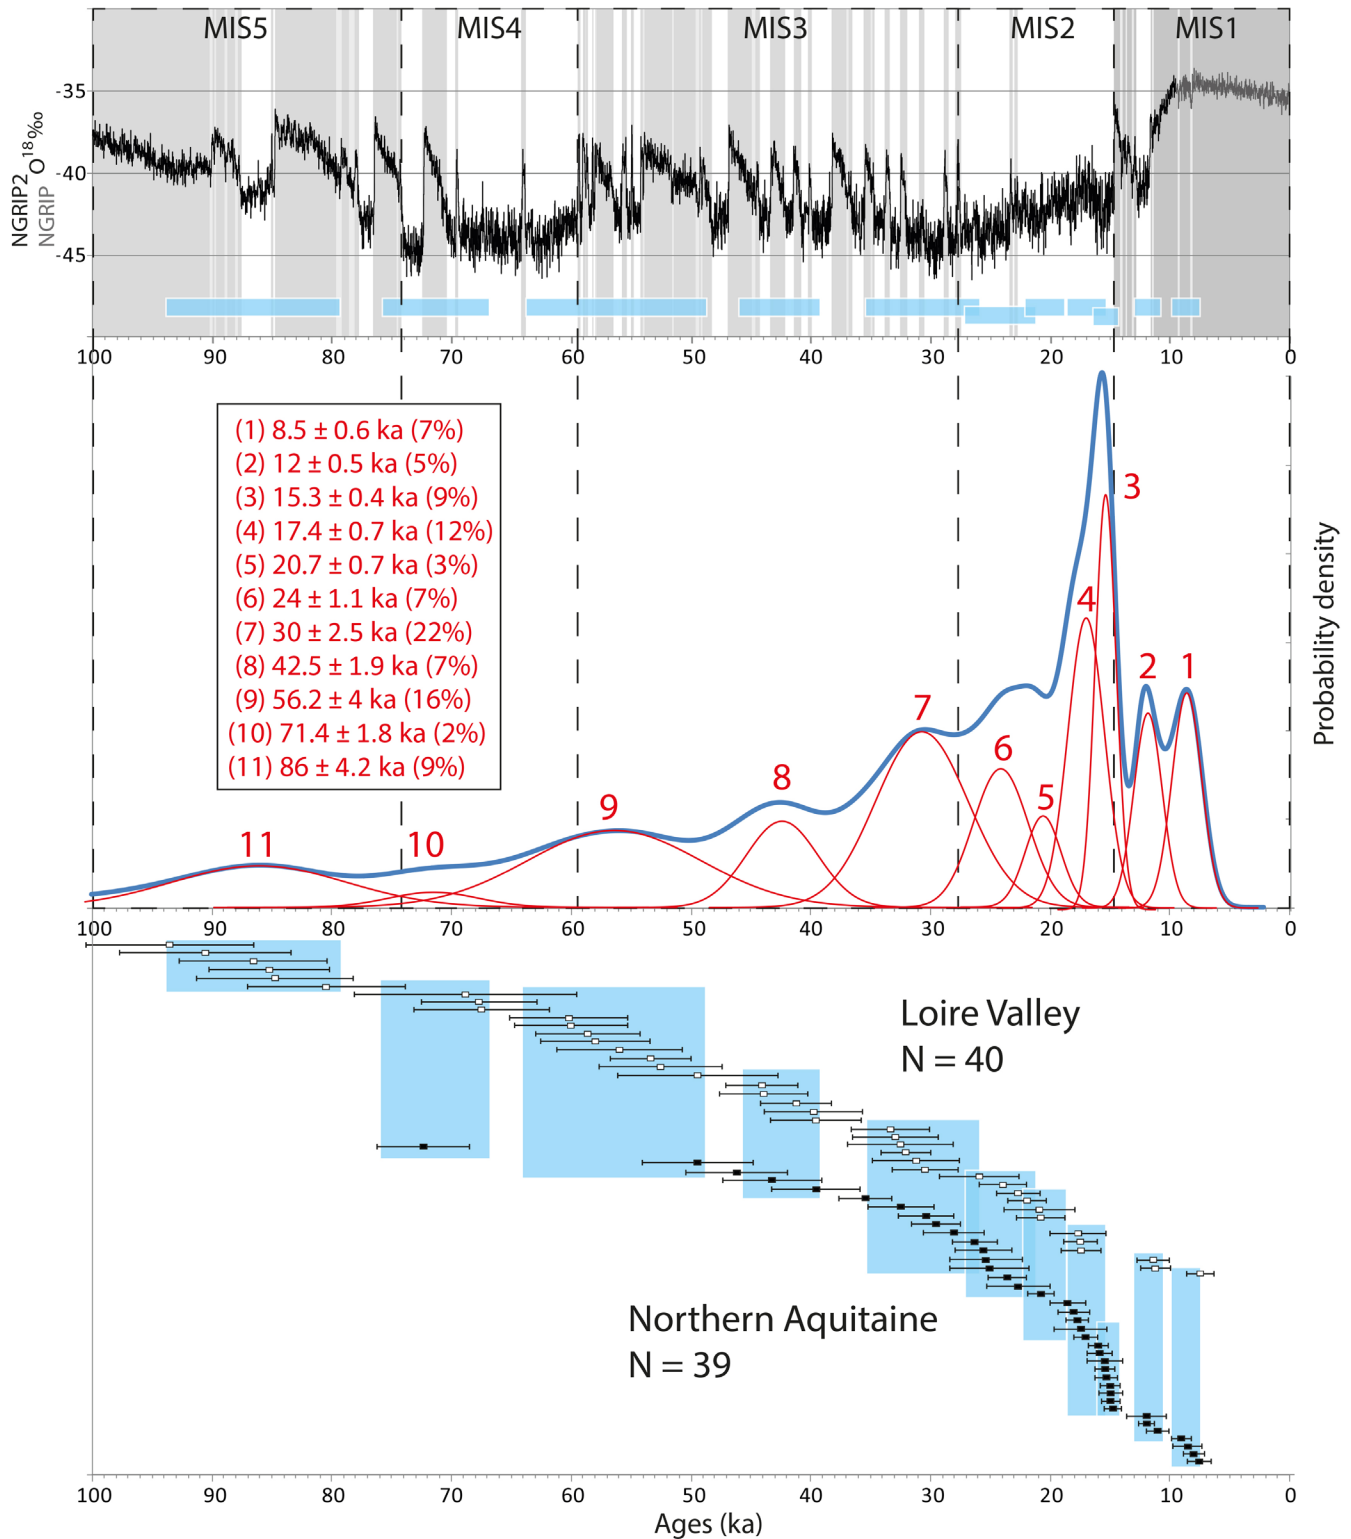 MIS5 MIS4 MIS3 MIS2 MIS1
NGRIP2
NGRIP
O18‰
-35
-40
-45
100 90 80 70 60 50 40 30 20 10 0
(1) 8.5 ± 0.6 ka (7%)
(2) 12 ± 0.5 ka (5%)
(3) 15.3 ± 0.4 ka (9%)
(4) 17.4 ± 0.7 ka (12%)
(5) 20.7 ± 0.7 ka (3%)
(6) 24 ± 1.1 ka (7%)
(7) 30 ± 2.5 ka (22%)
(8) 42.5 ± 1.9 ka (7%)
(9) 56.2 ± 4 ka (16%)
(10) 71.4 ± 1.8 ka (2%)
(11) 86 ± 4.2 ka (9%)
11 10 9 8 7 6 5 4 3 2 1
Probability density
100 90 80 70 60 50 40 30 20 10 0
Loire Valley
N = 40
Northern Aquitaine
N = 39
100 90 80 70 60 50 40 30 20 10 0
Ages (ka)